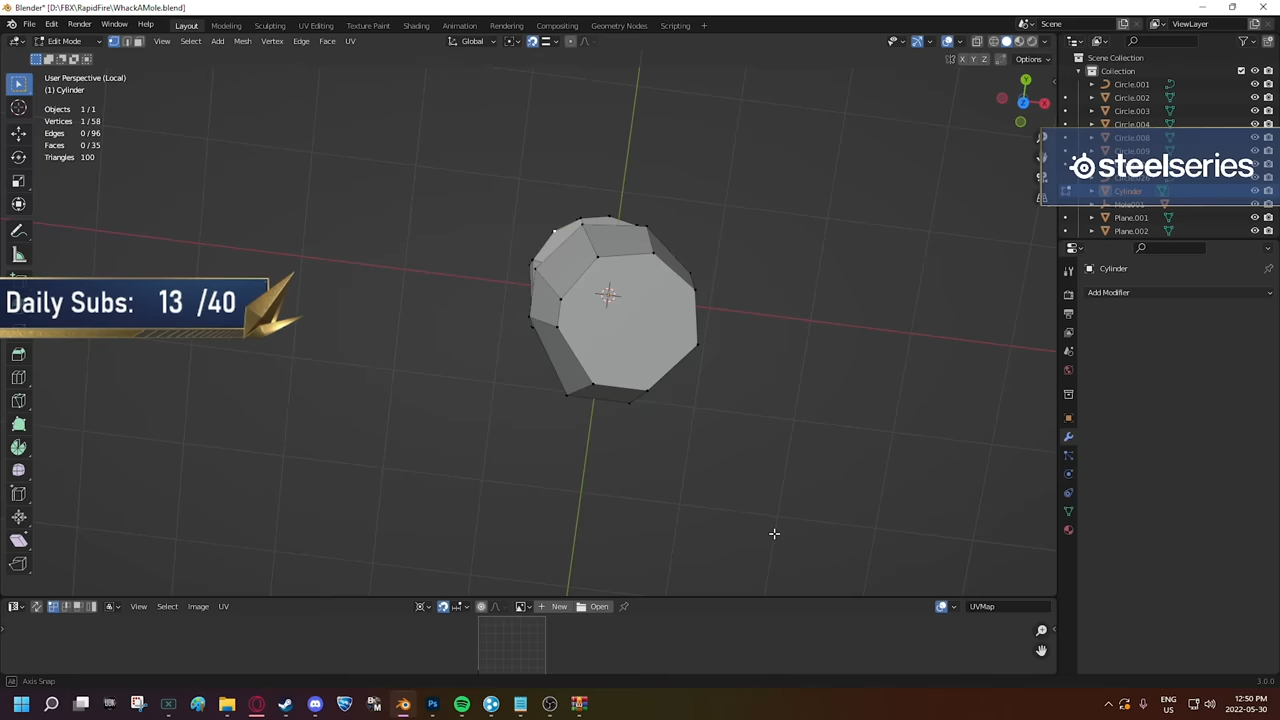 Blender* [D:\FBX\RapidFire\WhackAMole.blend]
File Edit Render Window Help Layout Modeling Sculpting UV Editing Texture Paint Shading Animation Rendering Compositing Geometry Nodes Scripting Scene ViewLayer
Edit Mode View Select Add Mesh Vertex Edge Face UV Global
X Y Z Options
User Perspective (Local)
(1) Cylinder
Objects 1/1
Vertices 1/58
Edges 0/96
Faces 0/35
Triangles 100
Y
Z
X
Scene Collection
Collection
Circle.001
Circle.002
Circle.003
Circle.004
Circle.008
Circle.009
Cylinder
Mole001
Plane.001
Plane.002
steelseries
Daily Subs: 13 /40
Cylinder
Add Modifier
View Select Image UV New Open UVMap
Axis Snap
3.0.0
ENG
US
12:50 PM
2022-05-30